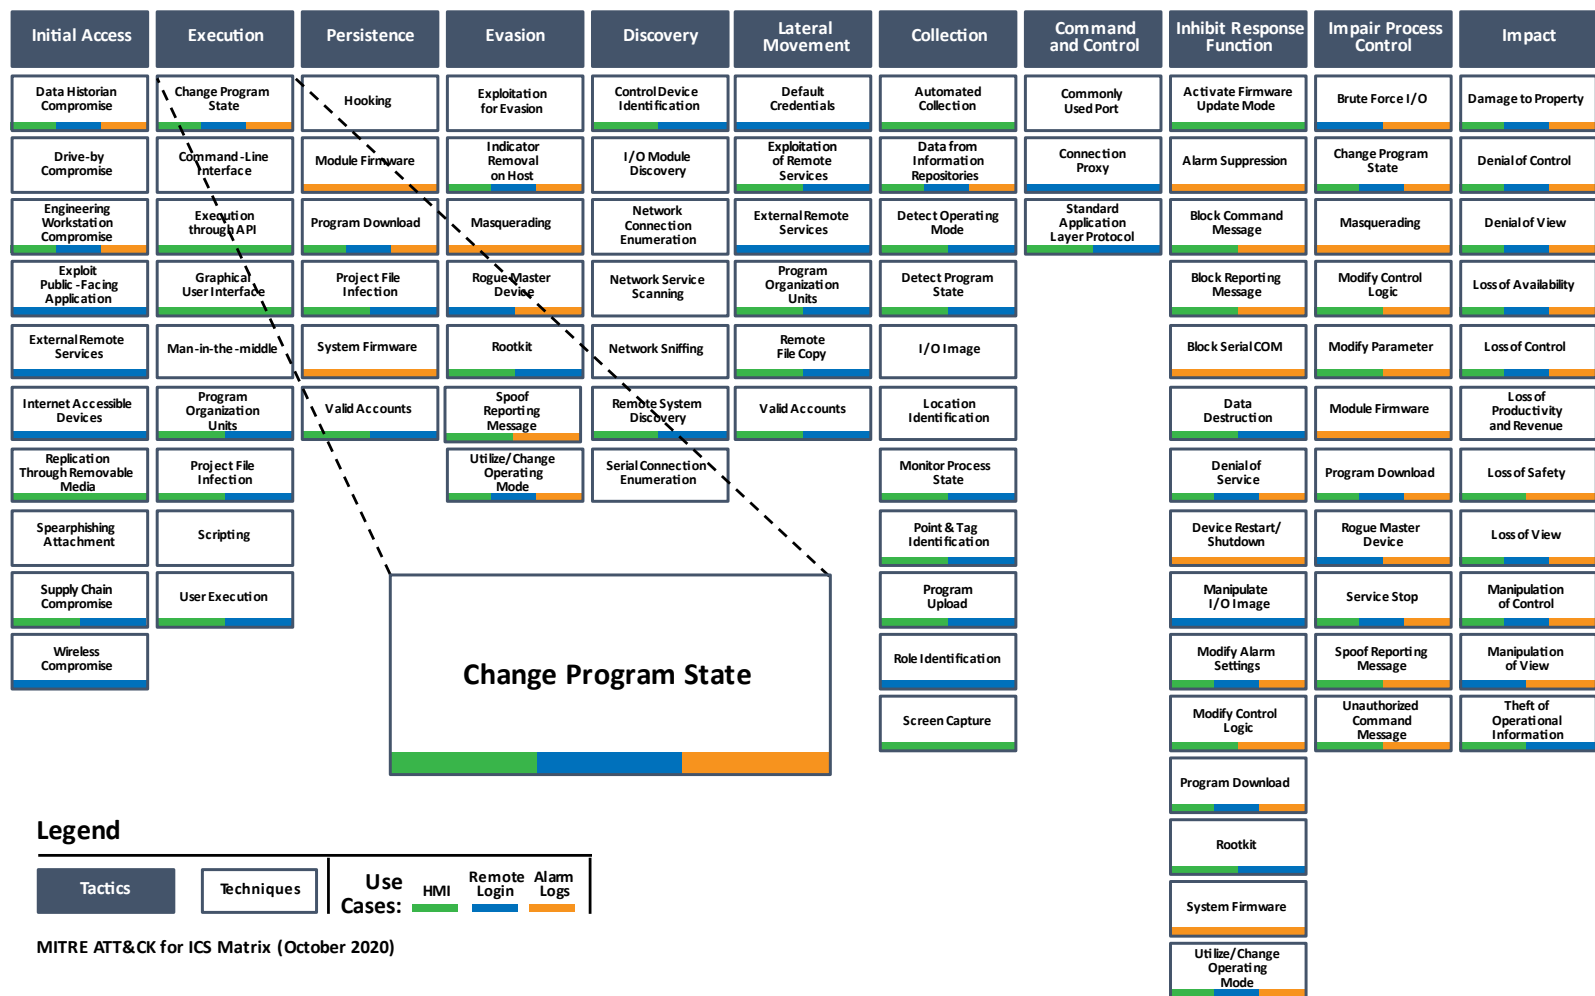 Initial Access
Execution
Persistence
Evasion
Discovery
Lateral
Movement
Collection
Command
and Control
Inhibit Response
Function
Impair Process
Control
Impact
Data Historian
Compromise
Drive-by
Compromise
Engineering
Workstation
Compromise
Exploit
Public -Facing
Application
External Remote
Services
Internet Accessible
Devices
Replication
Through Removable
Media
Spearphishing
Attachment
Supply Chain
Compromise
Wireless
Compromise
Change Program
State
Command -Line
Interface
Execution
through API
Graphical
User Interface
Man-in-the -middle
Program
Organization
Units
Project File
Infection
Scripting
User Execution
Hooking
Module Firmware
Program Download
Project File
Infection
System Firmware
Valid Accounts
Exploitation
for Evasion
Indicator
Removal
on Host
Masquerading
Rogue Master
Device
Rootkit
Spoof
Reporting
Message
Utilize/Change
Operating
Mode
Control Device
Identification
I/O Module
Discovery
Network
Connection
Enumeration
Network Service
Scanning
Network Sniffing
Remote System
Discovery
Serial Connection
Enumeration
Default
Credentials
Exploitation
of Remote
Services
External Remote
Services
Program
Organization
Units
Remote
File Copy
Valid Accounts
Automated
Collection
Data from
Information
Repositories
Detect Operating
Mode
Detect Program
State
I/O Image
Location
Identification
Monitor Process
State
Point & Tag
Identification
Program
Upload
Role Identification
Screen Capture
Commonly
Used Port
Connection
Proxy
Standard
Application
Layer Protocol
Activate Firmware
Update Mode
Alarm Suppression
Block Command
Message
Block Reporting
Message
Block Serial COM
Data
Destruction
Denial of
Service
Device Restart/
Shutdown
Manipulate
I/O Image
Modify Alarm
Settings
Modify Control
Logic
Program Download
Rootkit
System Firmware
Utilize/Change
Operating
Mode
Brute Force I/O
Change Program
State
Masquerading
Modify Control
Logic
Modify Parameter
Module Firmware
Program Download
Rogue Master
Device
Service Stop
Spoof Reporting
Message
Unauthorized
Command
Message
Damage to Property
Denial of Control
Denial of View
Loss of Availability
Loss of Control
Loss of
Productivity
and Revenue
Loss of Safety
Loss of View
Manipulation
of Control
Manipulation
of View
Theft of
Operational
Information
Change Program State
Legend
Tactics
Techniques
Use
Cases:
HMI
Remote
Login
Alarm
Logs
MITRE ATT&CK for ICS Matrix (October 2020)